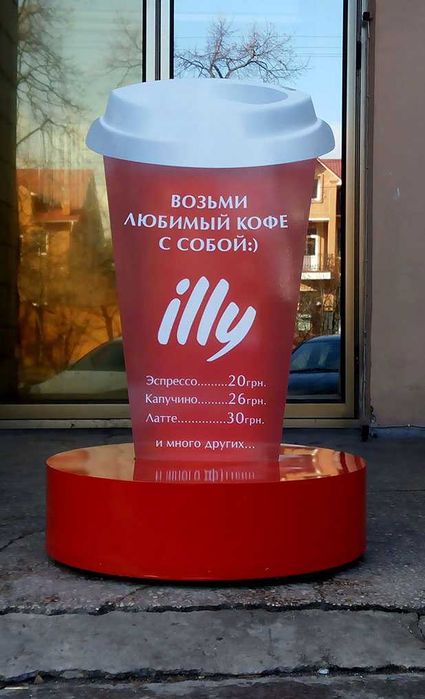 ВОЗЬМИ
ЛЮБИМЫЙ КОФЕ
С СОБОЙ:)
illy
Эспрессо.......20грн.
Капучино.........26грн.
Латте..............30грн.
и много других...